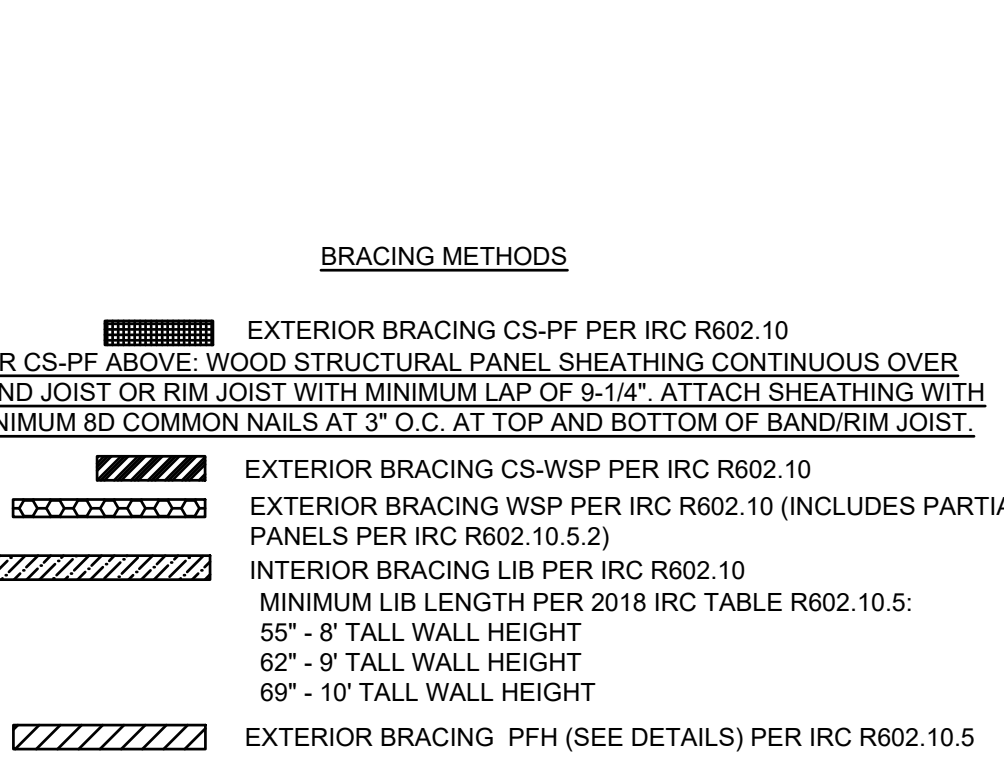 BRACING METHODS
EXTERIOR BRACING CS-PF PER IRC R602.10
R CS-PF ABOVE: WOOD STRUCTURAL PANEL SHEATHING CONTINUOUS OVER
ND JOIST OR RIM JOIST WITH MINIMUM LAP OF 9-1/4". ATTACH SHEATHING WITH
NIMUM 8D COMMON NAILS AT 3" O.C. AT TOP AND BOTTOM OF BAND/RIM JOIST.
EXTERIOR BRACING CS-WSP PER IRC R602.10
EXTERIOR BRACING WSP PER IRC R602.10 (INCLUDES PARTIA
PANELS PER IRC R602.10.5.2)
INTERIOR BRACING LIB PER IRC R602.10
MINIMUM LIB LENGTH PER 2018 IRC TABLE R602.10.5:
55" - 8' TALL WALL HEIGHT
62" - 9' TALL WALL HEIGHT
69" - 10' TALL WALL HEIGHT
EXTERIOR BRACING PFH (SEE DETAILS) PER IRC R602.10.5